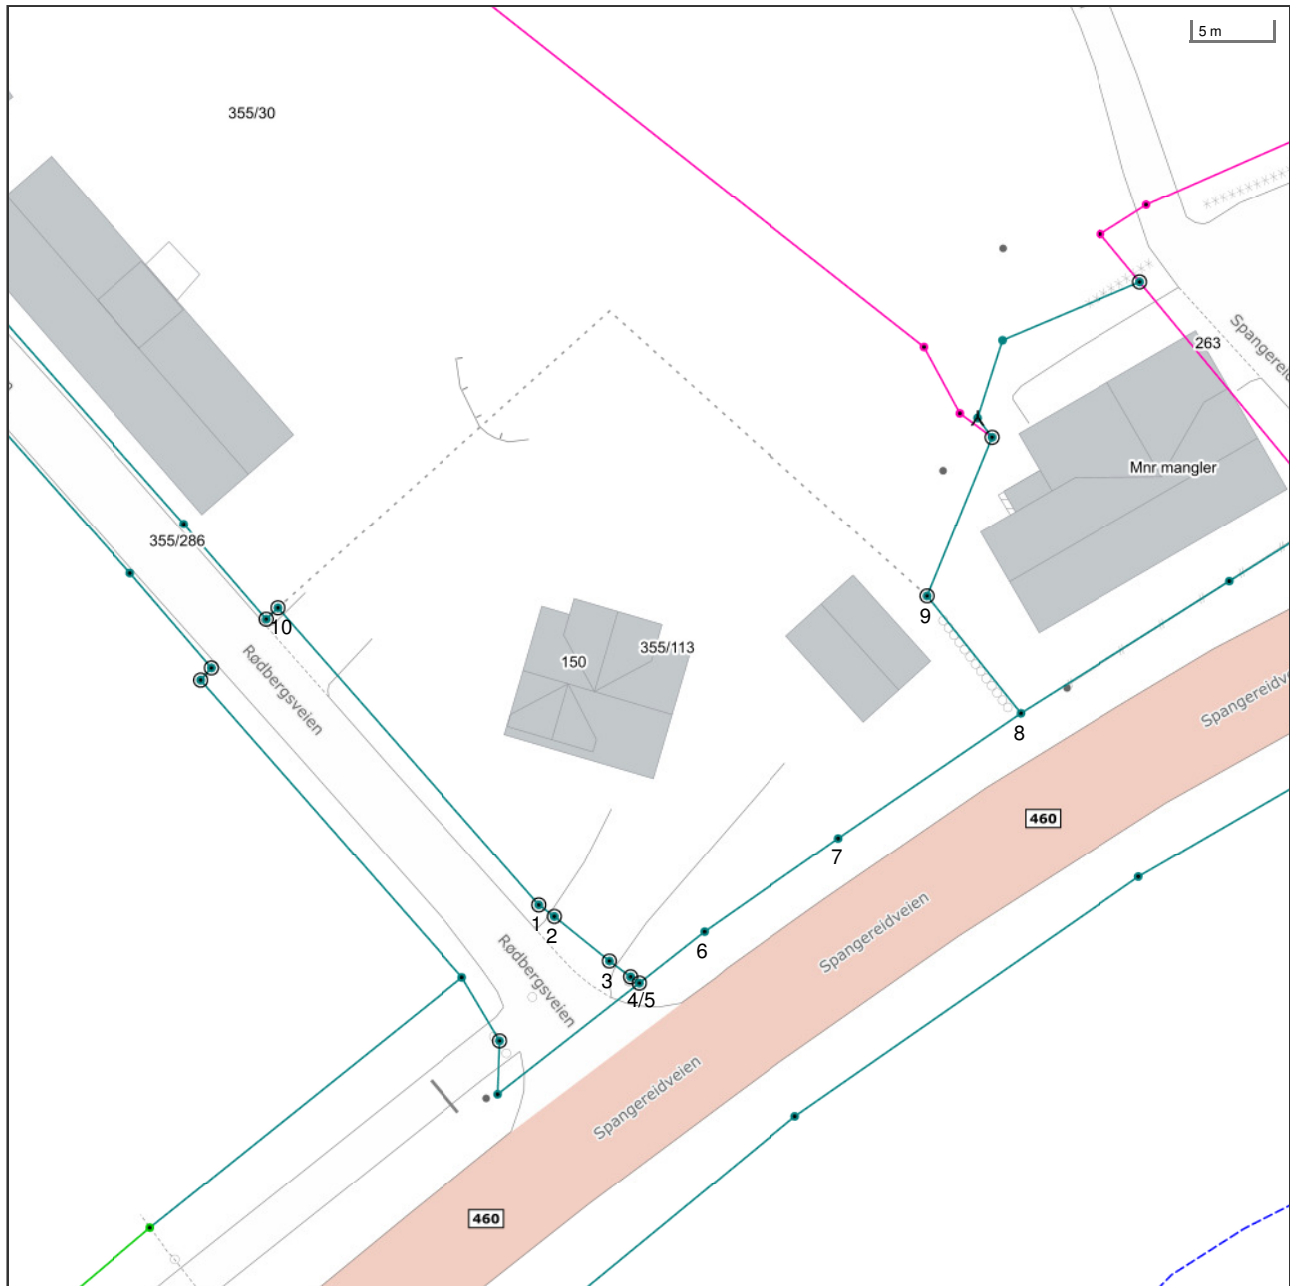 5 m
355/30
263
Spangereid
Mnr mangler
355/286
10
9
Rødbergsveien
150
355/113
8
Spangereidv
460
7
1
2
6
3
4/5
Rødbergsveien
Spangereidveien
Spangereidveien
460